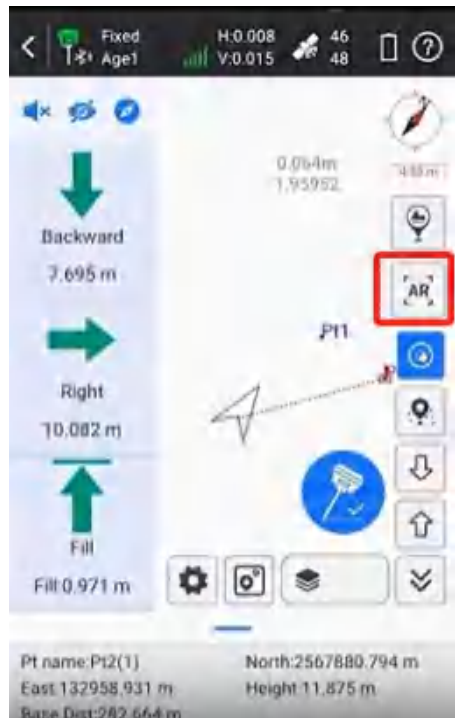 Fixed
Age1
H:0.008
V:0.015
46
48
0.064m
1.95952
4.88 m
Backward
7.695 m
AR
Pt1
Right
10.082 m
Fill
Fill:0.971 m
Pt name:Pt2(1)
North:2567880.794 m
East:132958.931 m
Height:11.875 m
Base Dist:282.664 m